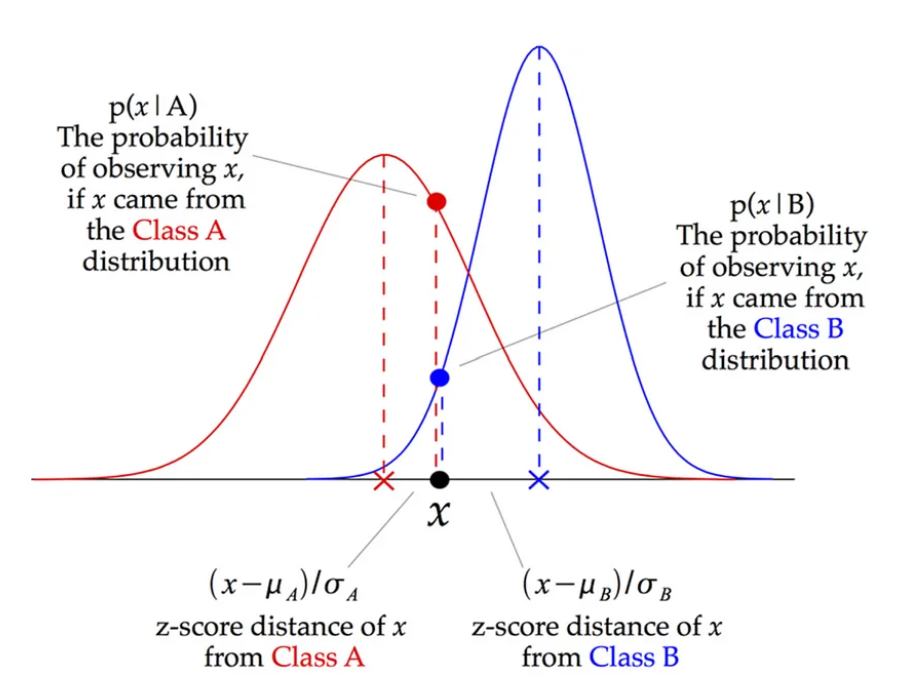 p(x|A)
The probability
of observing x,
if x came from
the Class A
distribution
p(x|B)
The probability
of observing x,
if x came from
the Class B
distribution
x
(x−μA)/σA
z-score distance of x
from Class A
(x−μB)/σB
z-score distance of x
from Class B